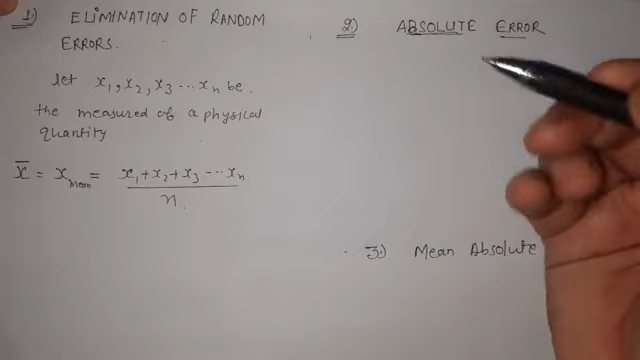 1) ELIMINATION OF RANDOM
ERRORS.
let x₁, x₂, x₃ ... xₙ be.
the measured of a physical
quantity
x̄ = x_Mean = (x₁ + x₂ + x₃ ... xₙ) / n.
2.) ABSOLUTE ERROR
3.) Mean Absolute